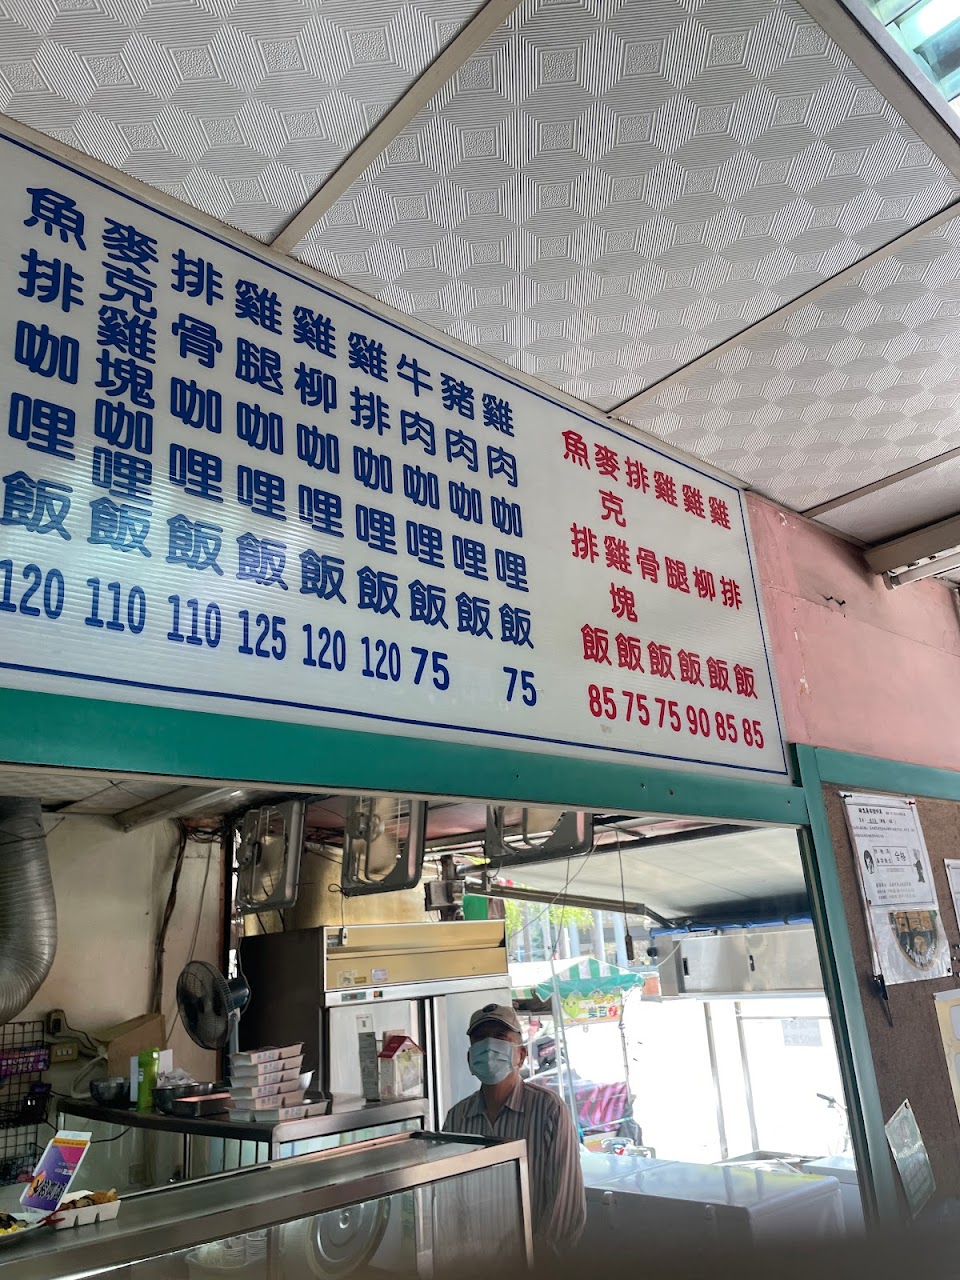 雞排飯 85
雞柳飯 85
雞腿飯 90
排骨飯 75
麥克雞塊飯 75
魚排飯 85
雞肉咖哩飯 75
豬肉咖哩飯
牛肉咖哩飯 75
雞排咖哩飯 120
雞柳咖哩飯 120
雞腿咖哩飯 125
排骨咖哩飯 110
麥克雞塊咖哩飯 110
魚排咖哩飯 120